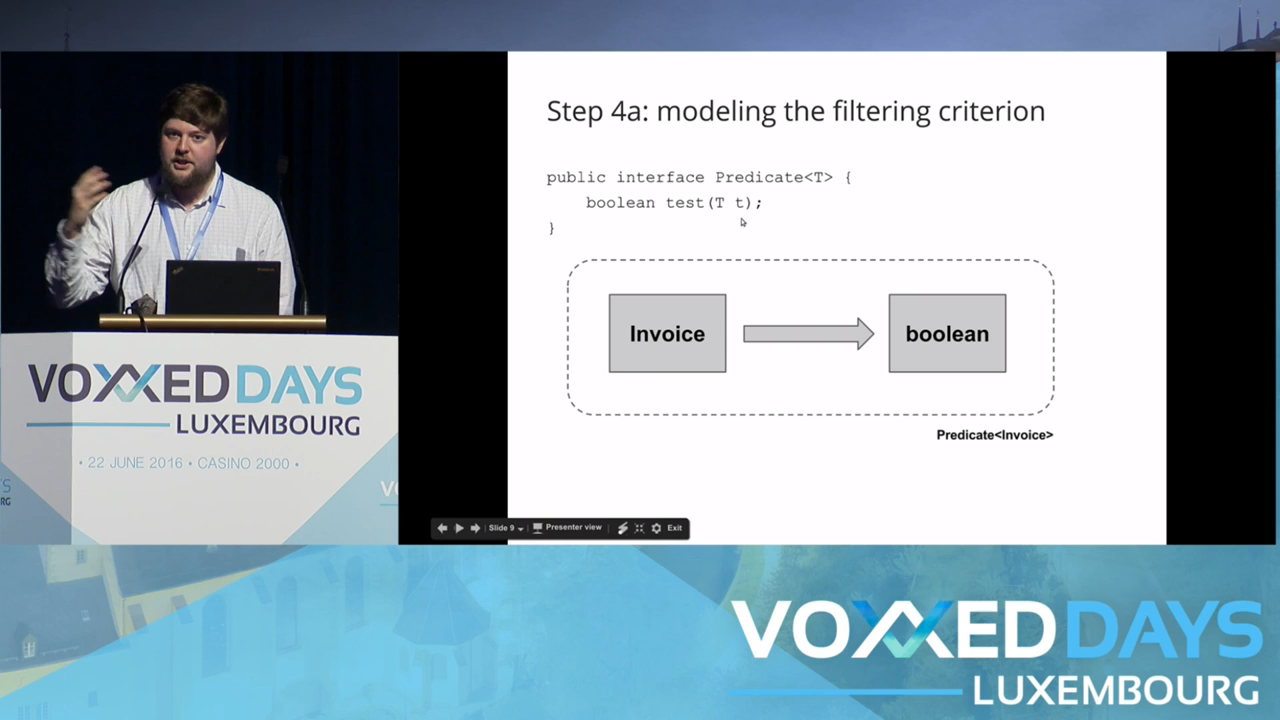 Step 4a: modeling the filtering criterion
public interface Predicate<T> {
boolean test(T t);
}
Invoice
boolean
Predicate<Invoice>
Slide 9
Presenter view
Exit
VOXXED DAYS
LUXEMBOURG
• 22 JUNE 2016 • CASINO 2000 •
VOXXED DAYS
LUXEMBOURG